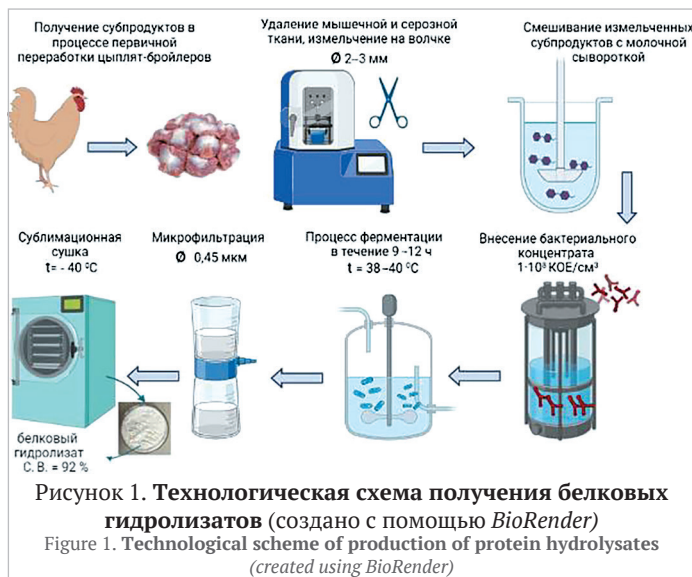 Получение субпродуктов в
процессе первичной
переработки цыплят-бройлеров
Удаление мышечной и серозной
ткани, измельчение на волчке
Ø 2–3 мм
Смешивание измельченных
субпродуктов с молочной
сывороткой
Сублимационная
сушка
t= - 40 ºC
Микрофильтрация
Ø 0,45 мкм
Процесс ферментации
в течение 9–12 ч
t = 38–40 ºC
Внесение бактериального
концентрата
1·10⁸ КОЕ/см³
белковый
гидролизат
С. В. = 92 %
Рисунок 1. Технологическая схема получения белковых
гидролизатов (создано с помощью BioRender)
Figure 1. Technological scheme of production of protein hydrolysates
(created using BioRender)